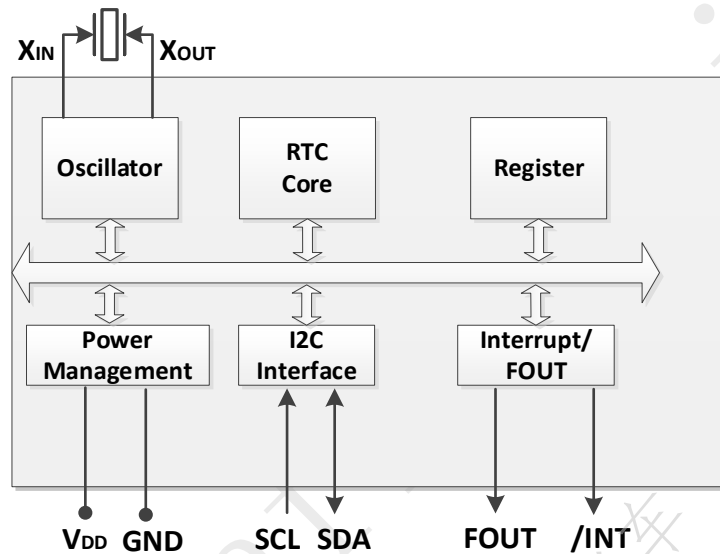 XIN XOUT
Oscillator
RTC
Core
Register
Power
Management
I2C
Interface
Interrupt/
FOUT
VDD GND SCL SDA FOUT /INT